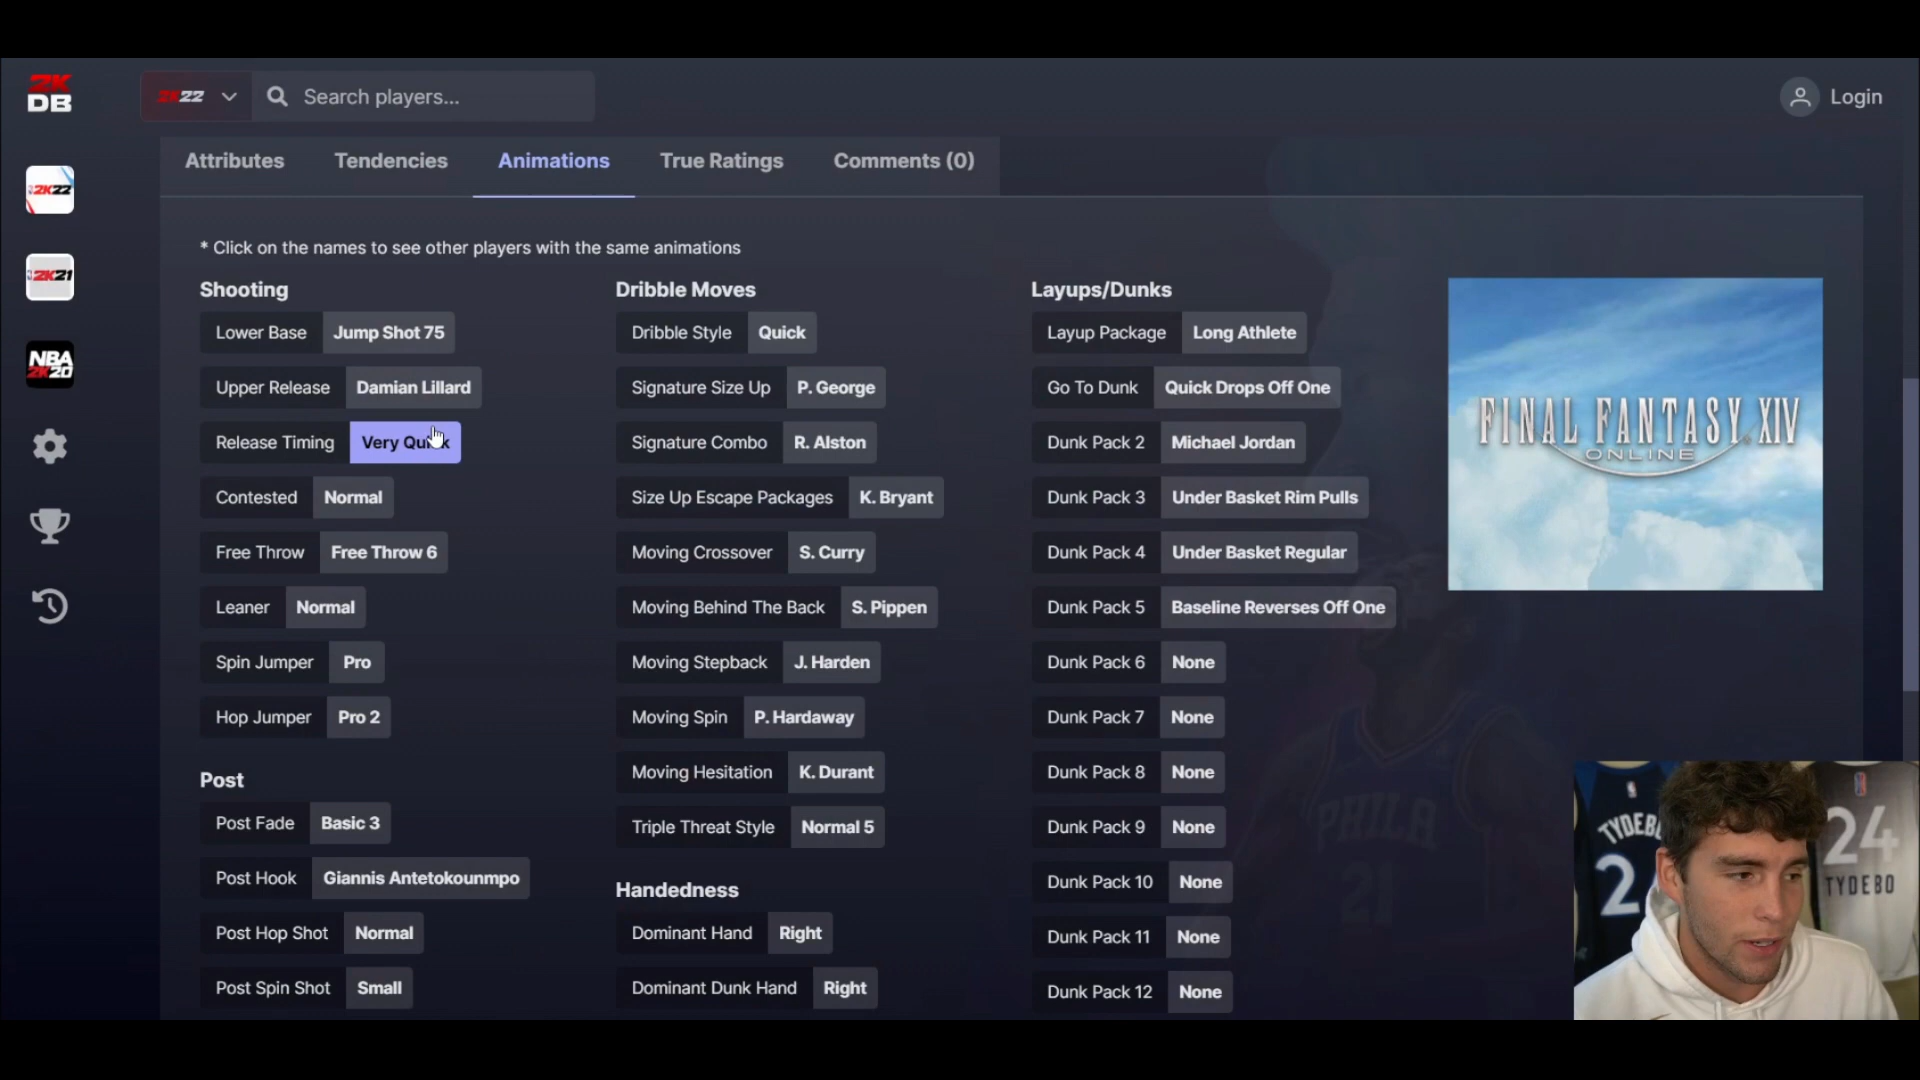 2K
DB
2K22
Search players...
Login
2K22
2K21
NBA
2K20
Attributes
Tendencies
Animations
True Ratings
Comments (0)
* Click on the names to see other players with the same animations
Shooting
Lower Base Jump Shot 75
Upper Release Damian Lillard
Release Timing Very Quick
Contested Normal
Free Throw Free Throw 6
Leaner Normal
Spin Jumper Pro
Hop Jumper Pro 2
Post
Post Fade Basic 3
Post Hook Giannis Antetokounmpo
Post Hop Shot Normal
Post Spin Shot Small
Dribble Moves
Dribble Style Quick
Signature Size Up P. George
Signature Combo R. Alston
Size Up Escape Packages K. Bryant
Moving Crossover S. Curry
Moving Behind The Back S. Pippen
Moving Stepback J. Harden
Moving Spin P. Hardaway
Moving Hesitation K. Durant
Triple Threat Style Normal 5
Handedness
Dominant Hand Right
Dominant Dunk Hand Right
Layups/Dunks
Layup Package Long Athlete
Go To Dunk Quick Drops Off One
Dunk Pack 2 Michael Jordan
Dunk Pack 3 Under Basket Rim Pulls
Dunk Pack 4 Under Basket Regular
Dunk Pack 5 Baseline Reverses Off One
Dunk Pack 6 None
Dunk Pack 7 None
Dunk Pack 8 None
Dunk Pack 9 None
Dunk Pack 10 None
Dunk Pack 11 None
Dunk Pack 12 None
FINAL FANTASY XIV
ONLINE
PHILA
21
TYDEBO
2
24
TYDEBO